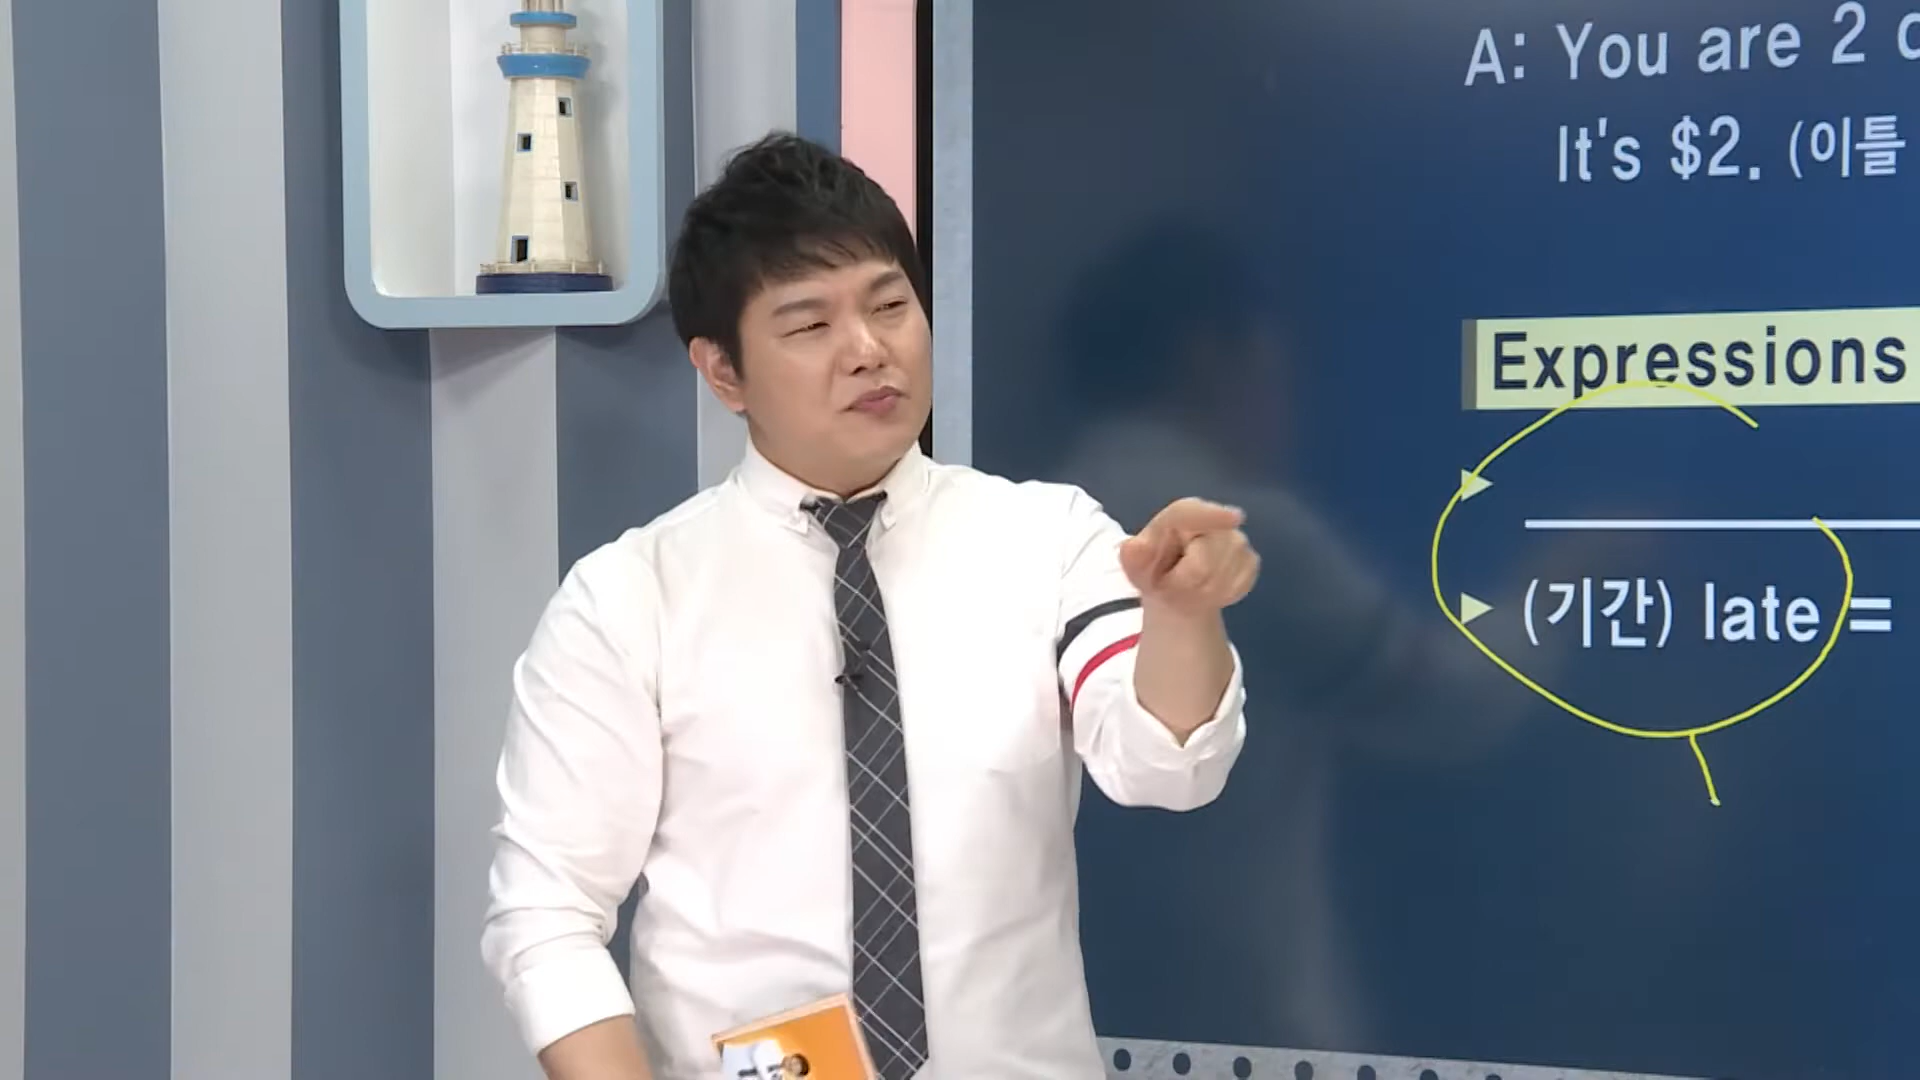 A: You are 2
It's $2. (이틀
Expressions
(기간) late =